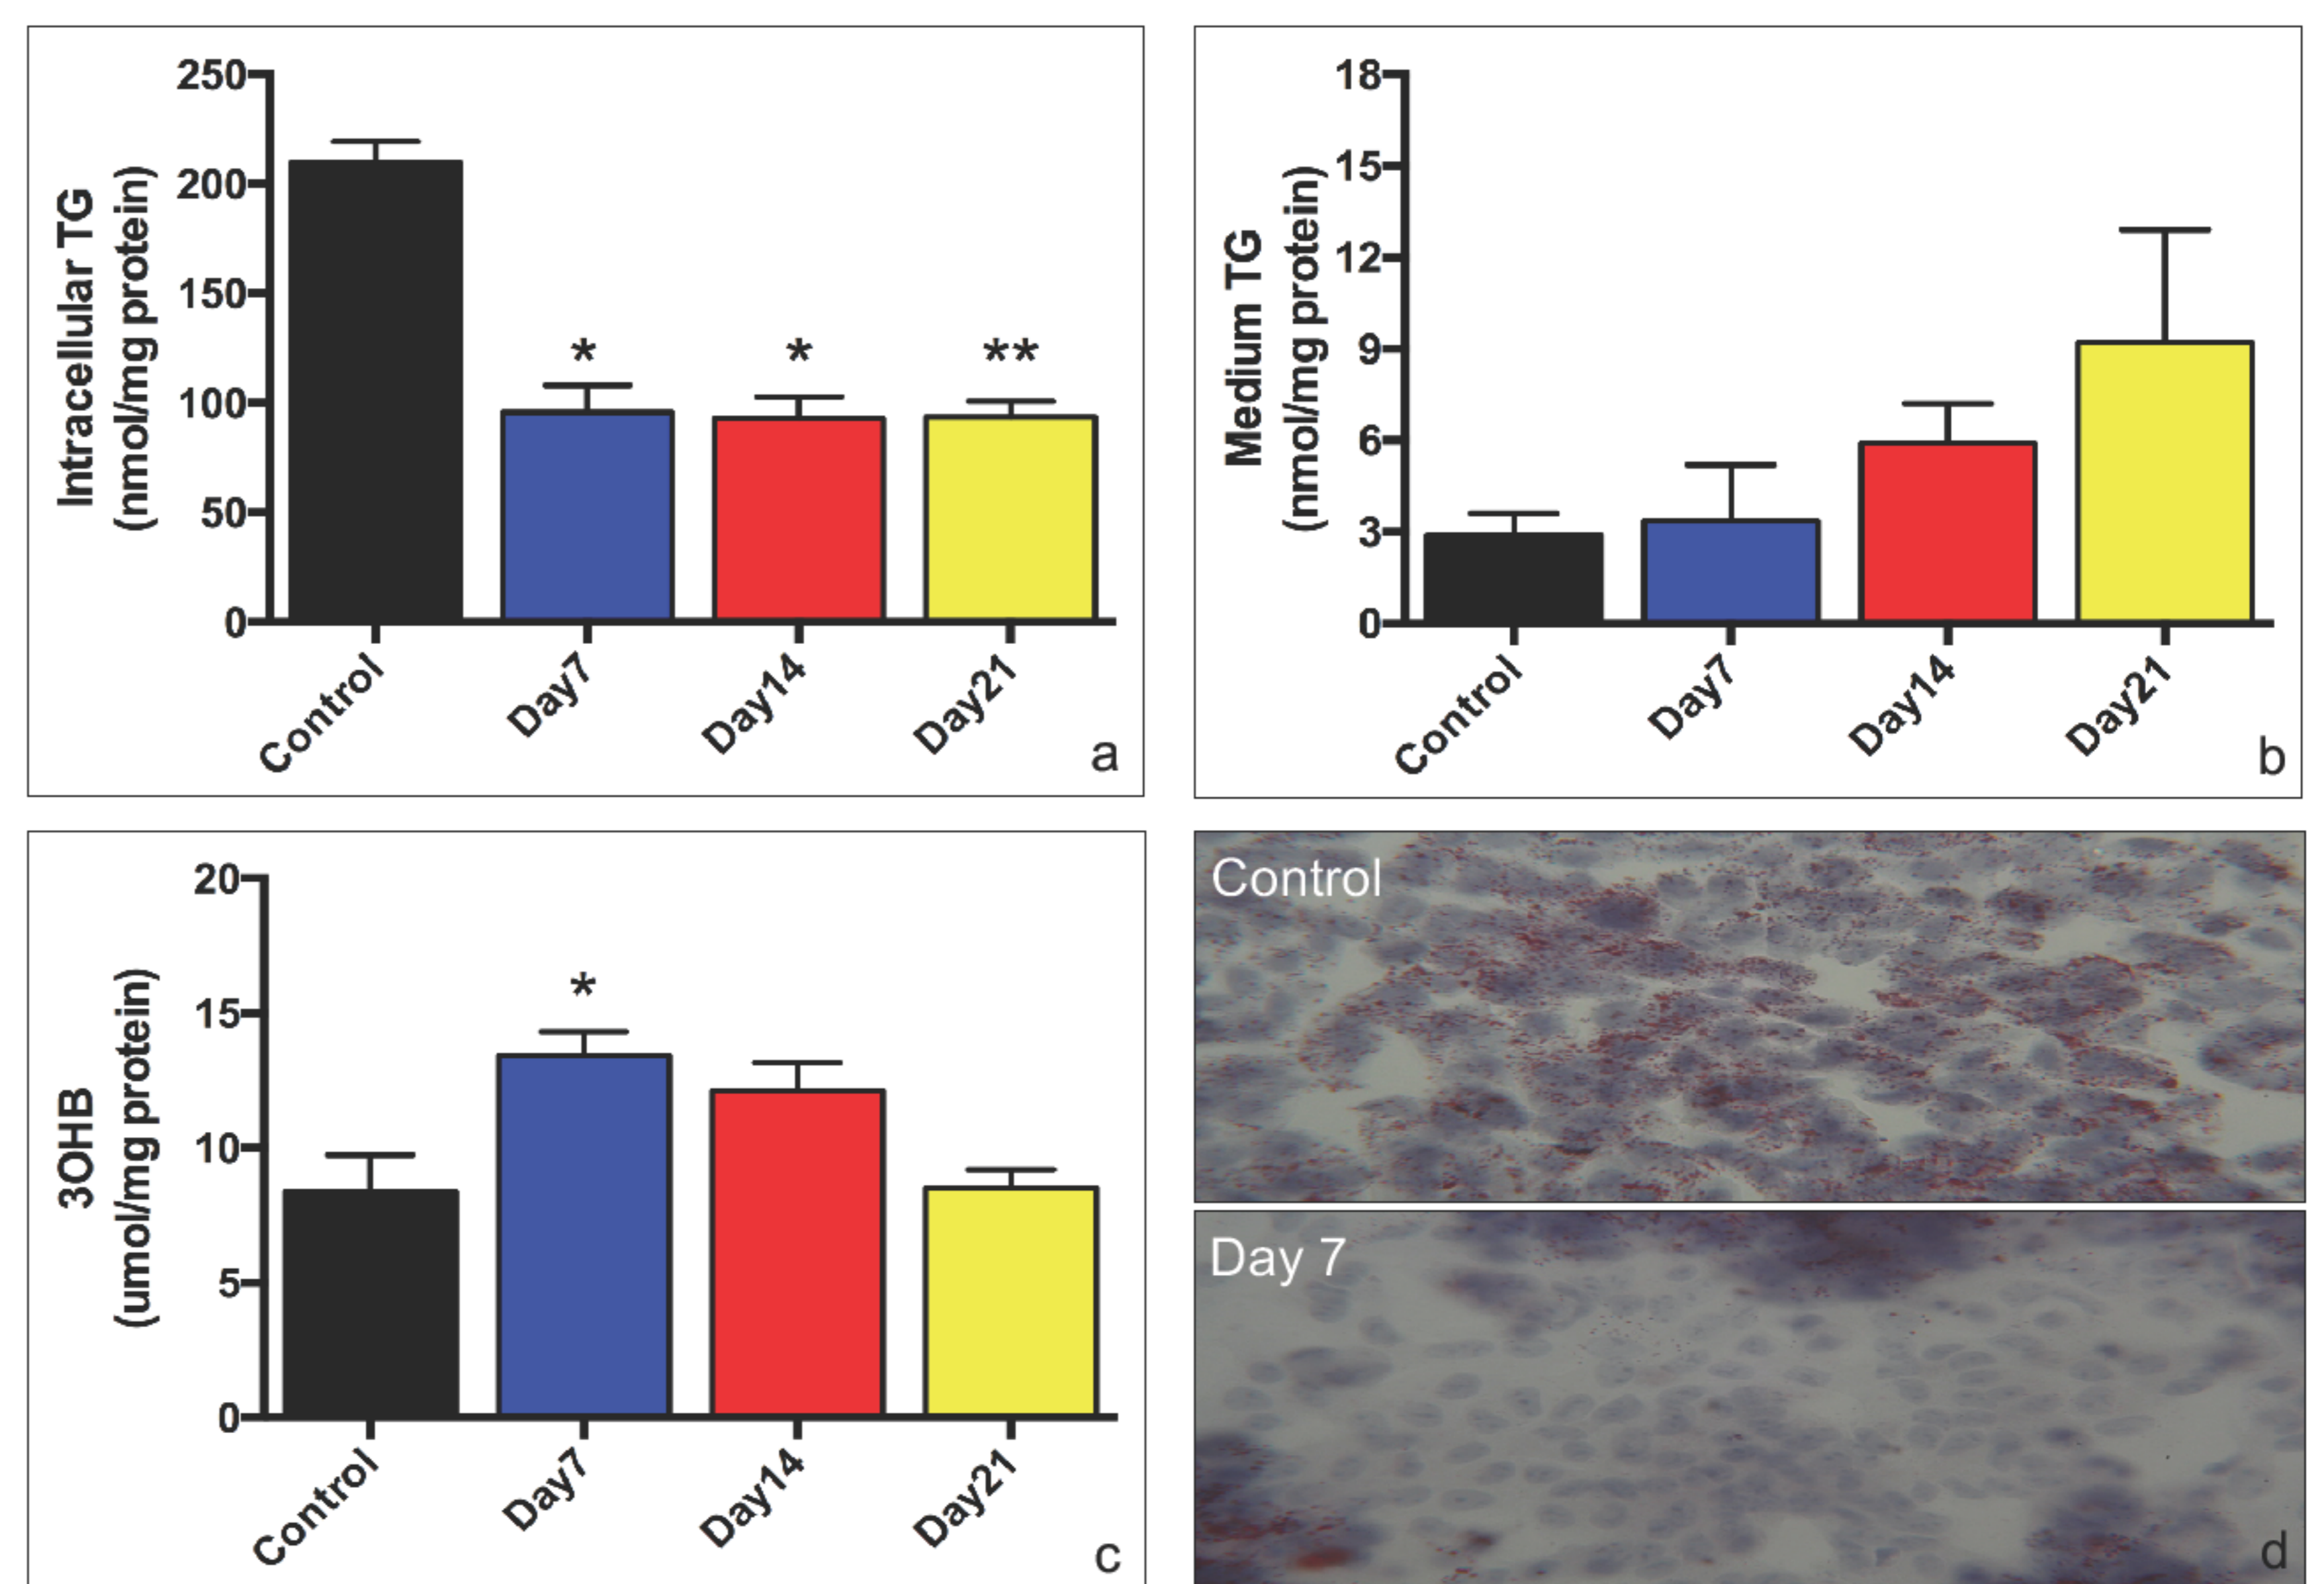 Intracellular TG
(nmol/mg protein)
250
200
150
100
50
0
*
*
**
Control
Day7
Day14
Day21
a
Medium TG
(nmol/mg protein)
18
15
12
9
6
3
0
Control
Day7
Day14
Day21
b
3OHB
(umol/mg protein)
20
15
10
5
0
*
Control
Day7
Day14
Day21
c
Control
Day 7
d